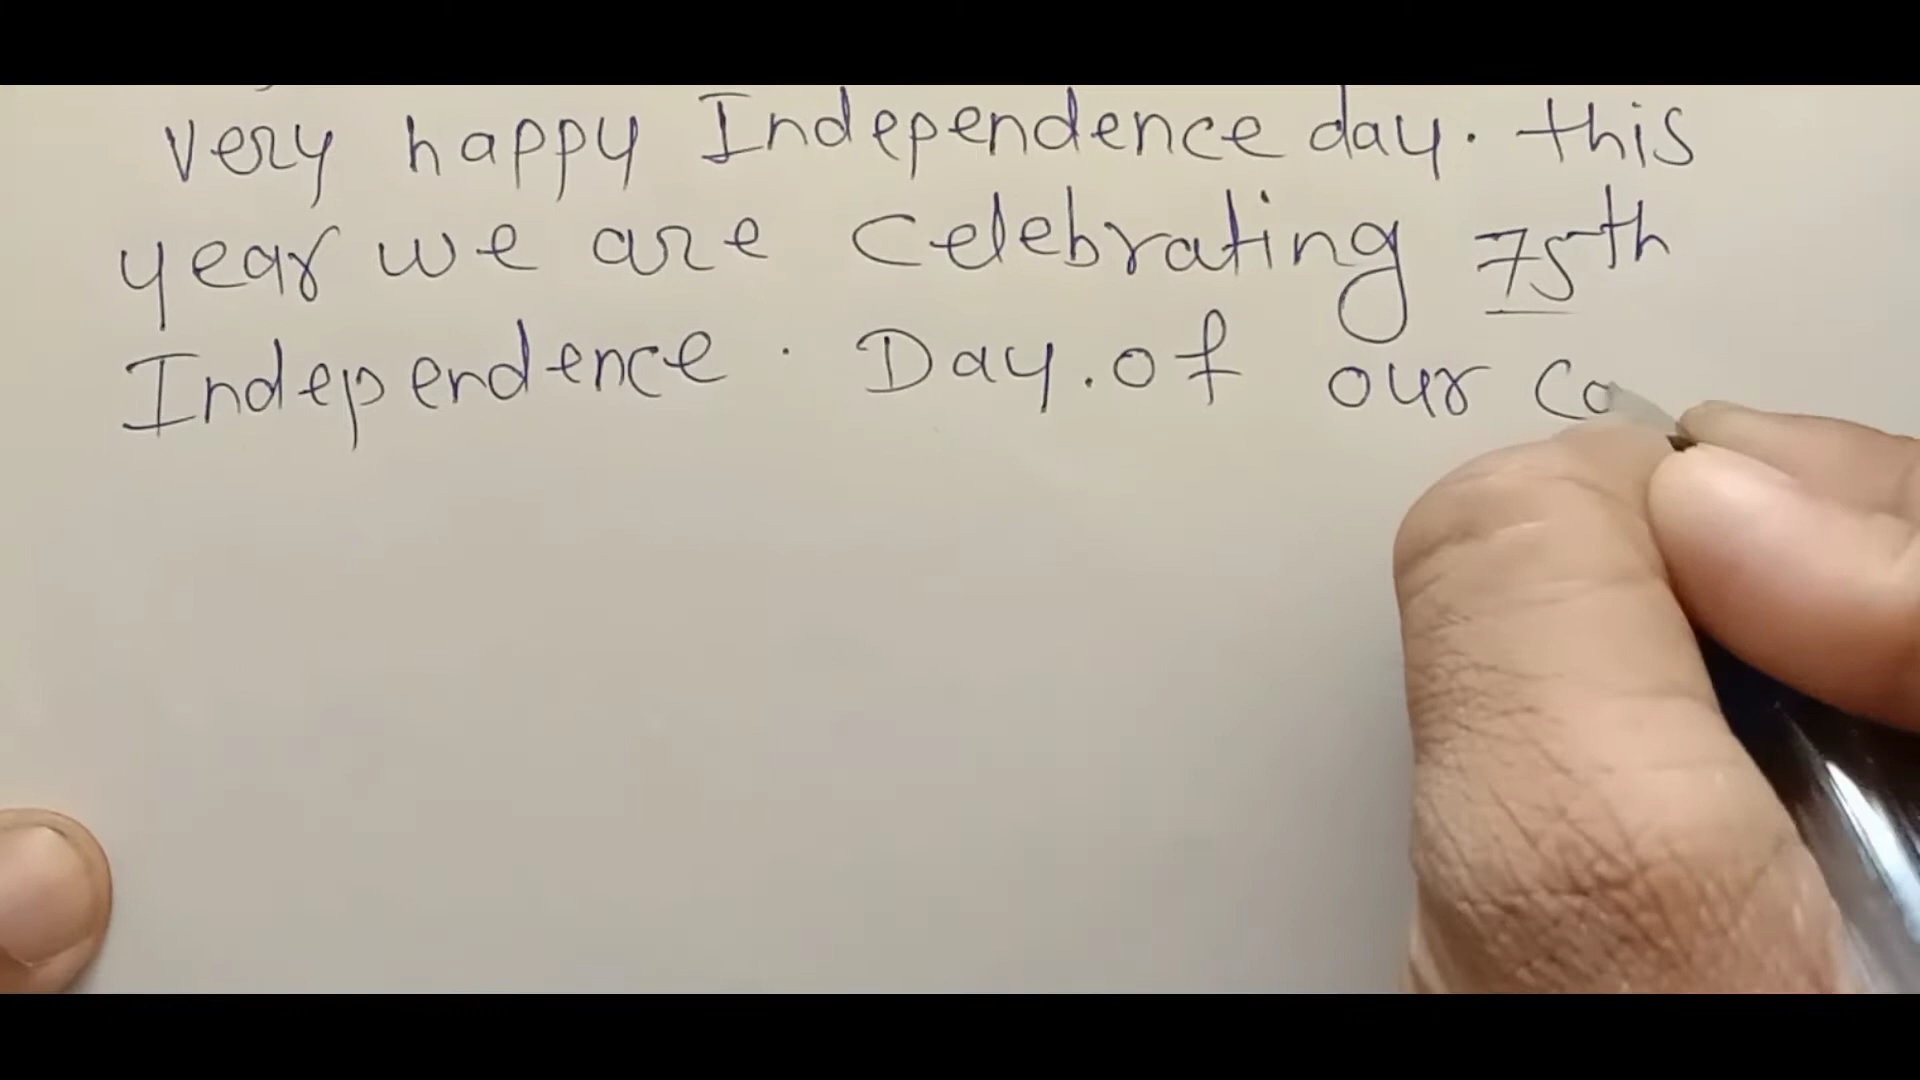 very happy Independence day. this
year we are celebrating 75th
Independence . Day. of our co